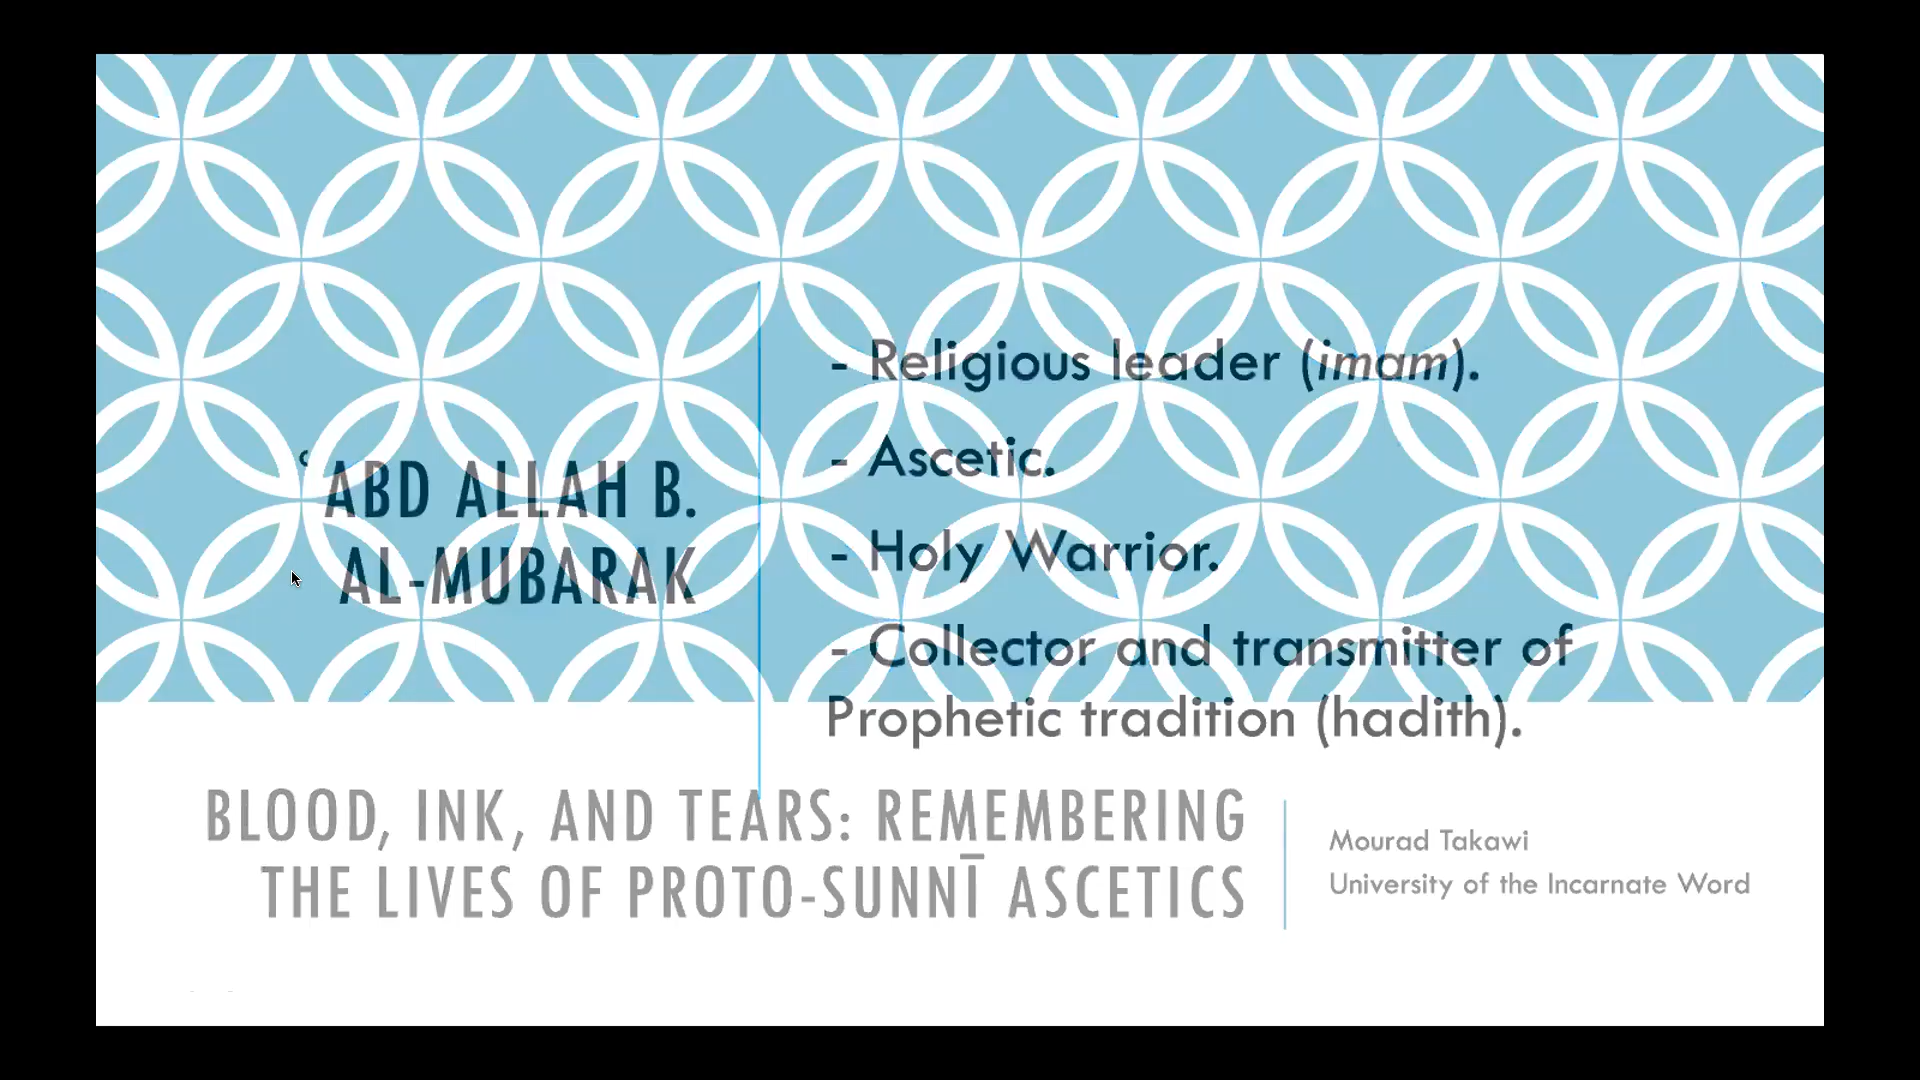 ʿABD ALLAH B.
AL-MUBARAK
- Religious leader (imam).
- Ascetic.
- Holy Warrior.
- Collector and transmitter of
Prophetic tradition (hadith).
BLOOD, INK, AND TEARS: REMEMBERING
THE LIVES OF PROTO-SUNNĪ ASCETICS
Mourad Takawi
University of the Incarnate Word